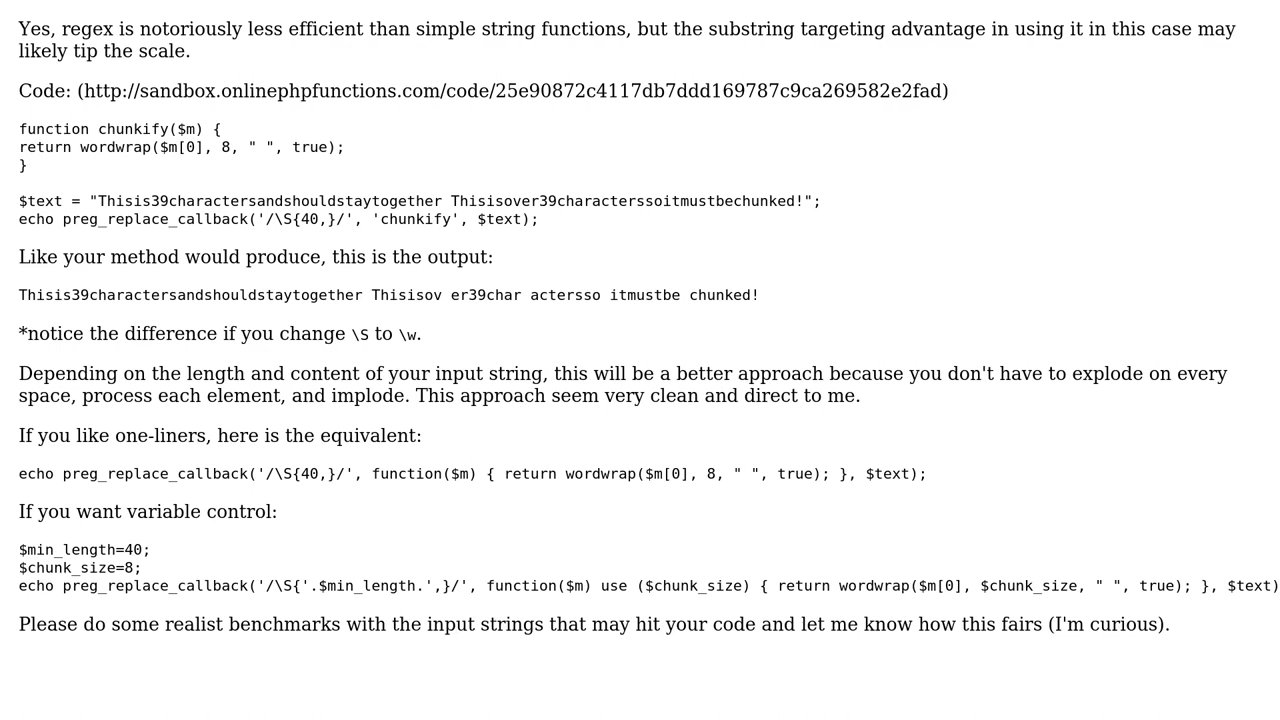 Yes, regex is notoriously less efficient than simple string functions, but the substring targeting advantage in using it in this case may
likely tip the scale.
Code: (http://sandbox.onlinephpfunctions.com/code/25e90872c4117db7ddd169787c9ca269582e2fad)
function chunkify($m) {
return wordwrap($m[0], 8, " ", true);
}
$text = "Thisis39charactersandshouldstaytogether Thisisover39characterssoitmustbechunked!";
echo preg_replace_callback('/\S{40,}/', 'chunkify', $text);
Like your method would produce, this is the output:
Thisis39charactersandshouldstaytogether Thisisov er39char actersso itmustbe chunked!
*notice the difference if you change \S to \w.
Depending on the length and content of your input string, this will be a better approach because you don't have to explode on every
space, process each element, and implode. This approach seem very clean and direct to me.
If you like one-liners, here is the equivalent:
echo preg_replace_callback('/\S{40,}/', function($m) { return wordwrap($m[0], 8, " ", true); }, $text);
If you want variable control:
$min_length=40;
$chunk_size=8;
echo preg_replace_callback('/\S{'.$min_length.',}/', function($m) use ($chunk_size) { return wordwrap($m[0], $chunk_size, " ", true); }, $text)
Please do some realist benchmarks with the input strings that may hit your code and let me know how this fairs (I'm curious).